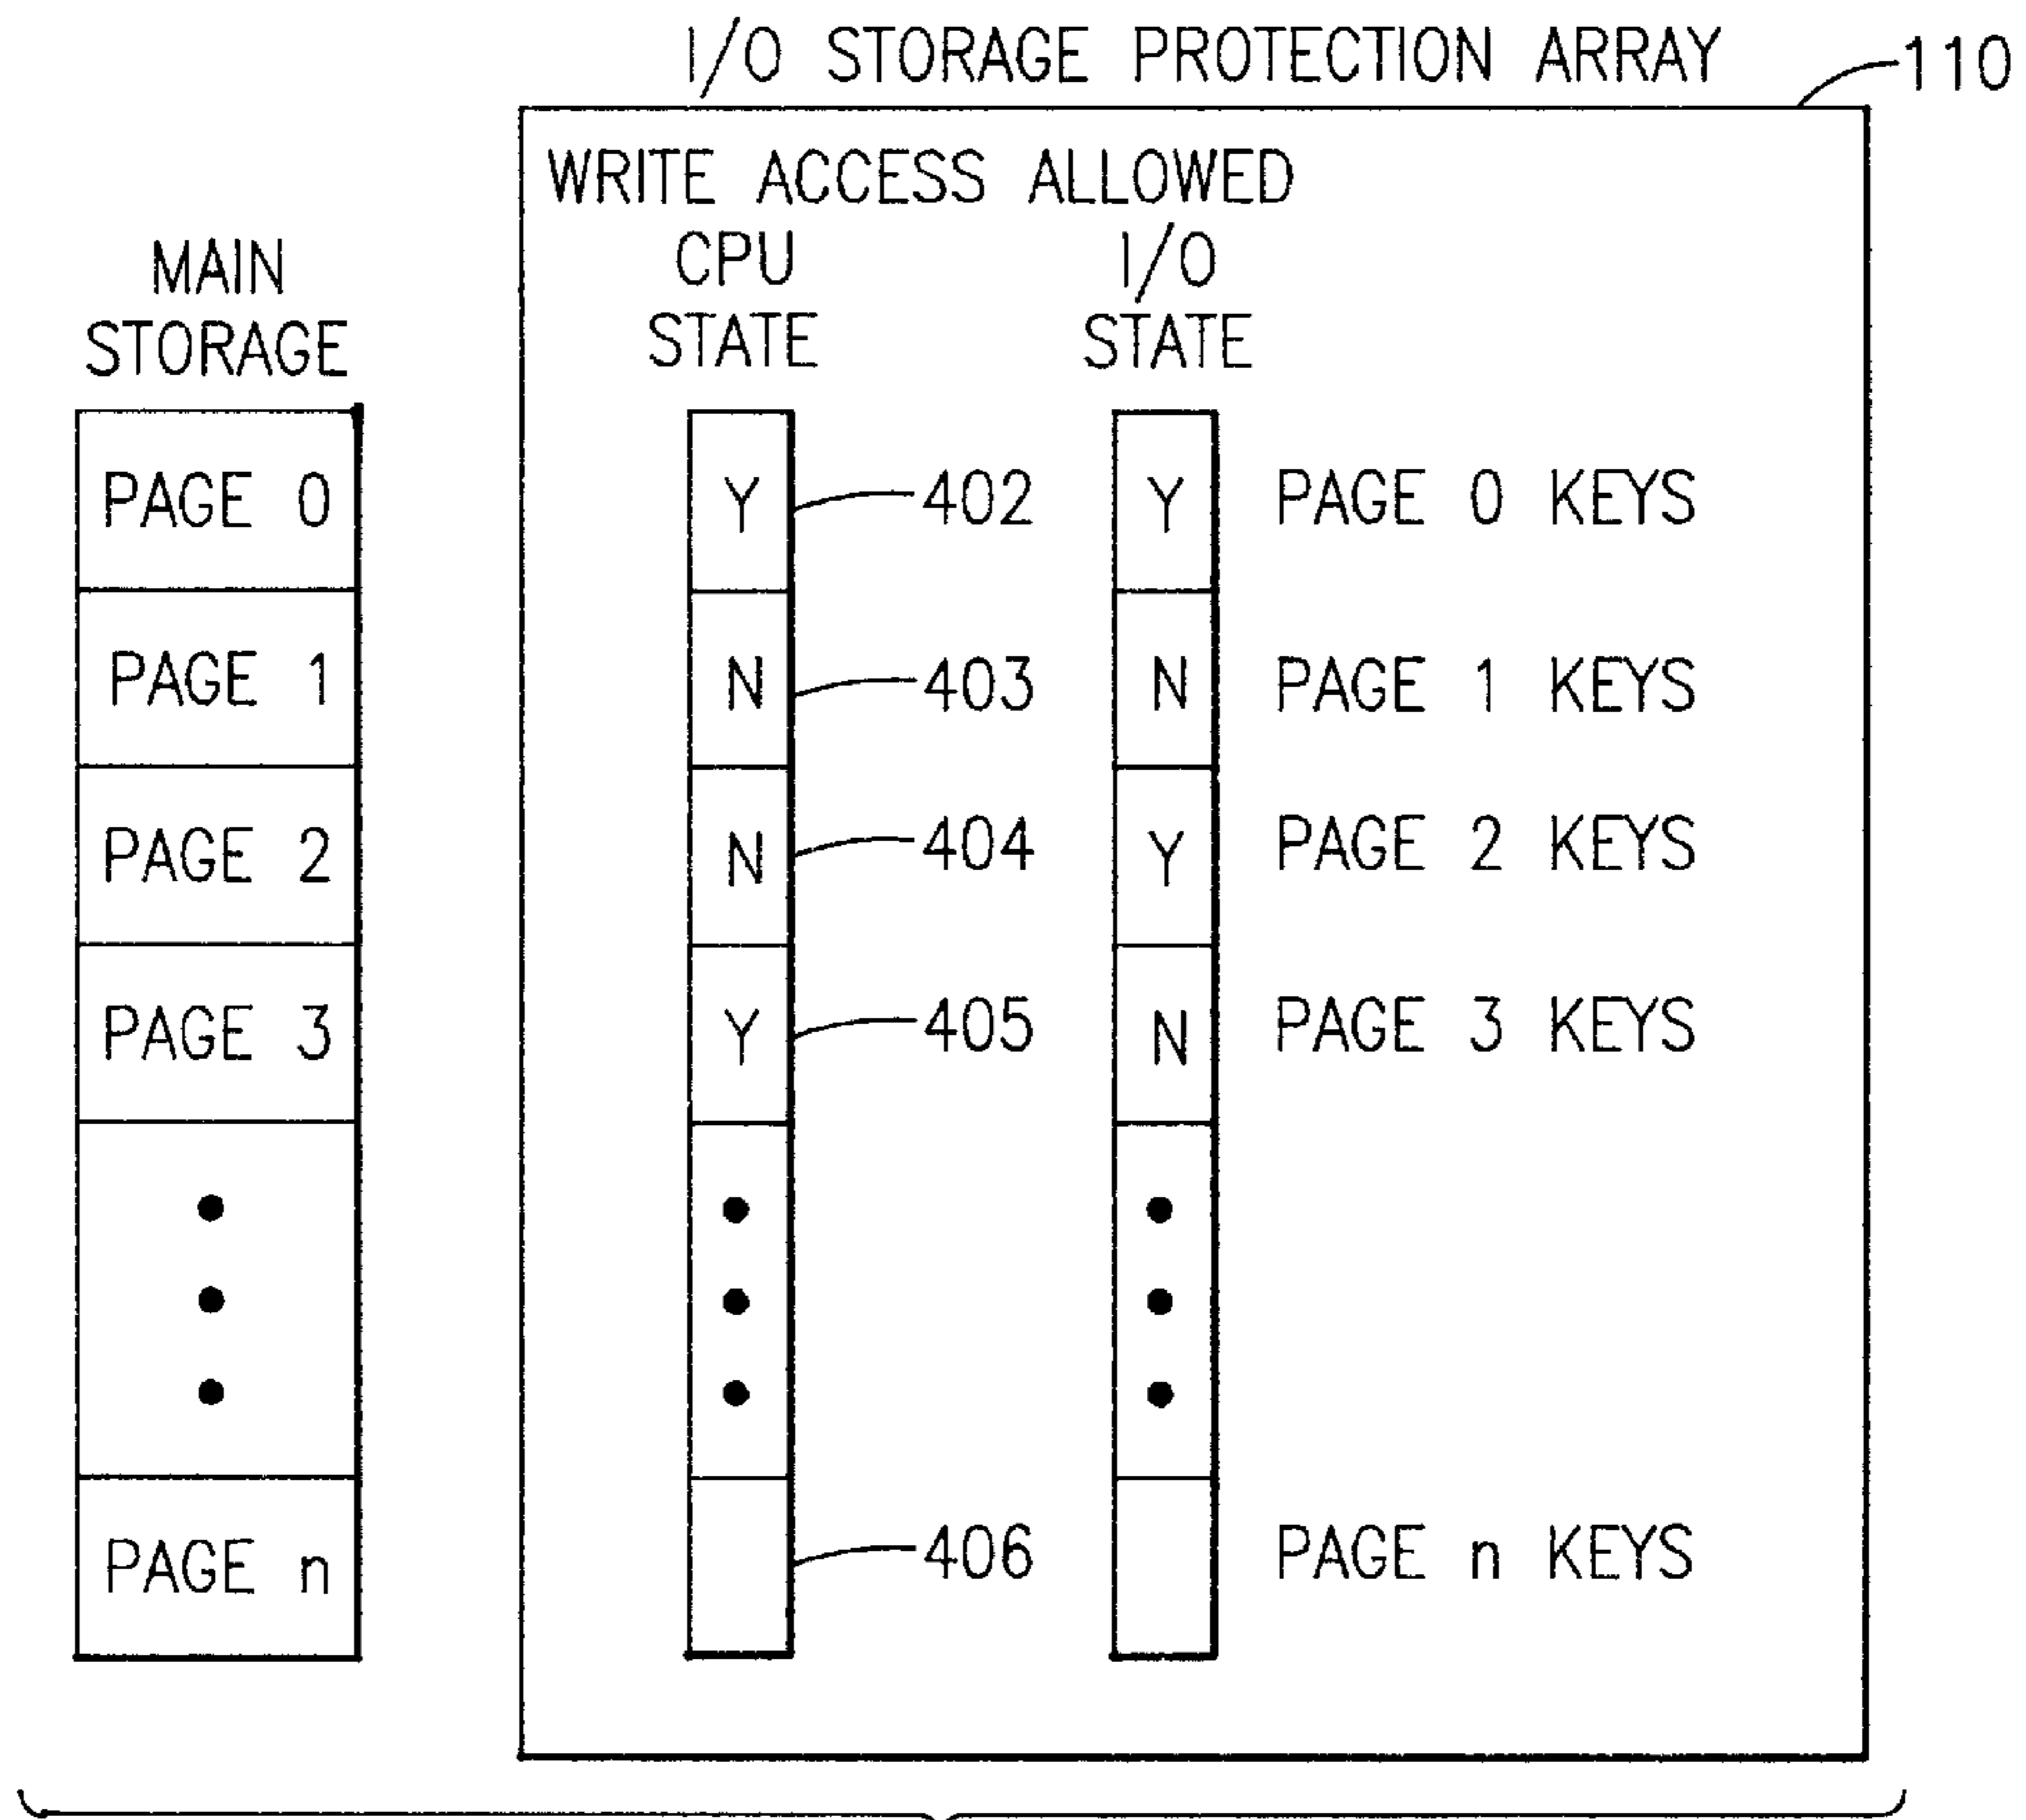 I/O STORAGE PROTECTION ARRAY
110
WRITE ACCESS ALLOWED
MAIN STORAGE
CPU STATE
I/O STATE
PAGE 0 Y 402 Y PAGE 0 KEYS
PAGE 1 N 403 N PAGE 1 KEYS
PAGE 2 N 404 Y PAGE 2 KEYS
PAGE 3 Y 405 N PAGE 3 KEYS
PAGE n 406 PAGE n KEYS